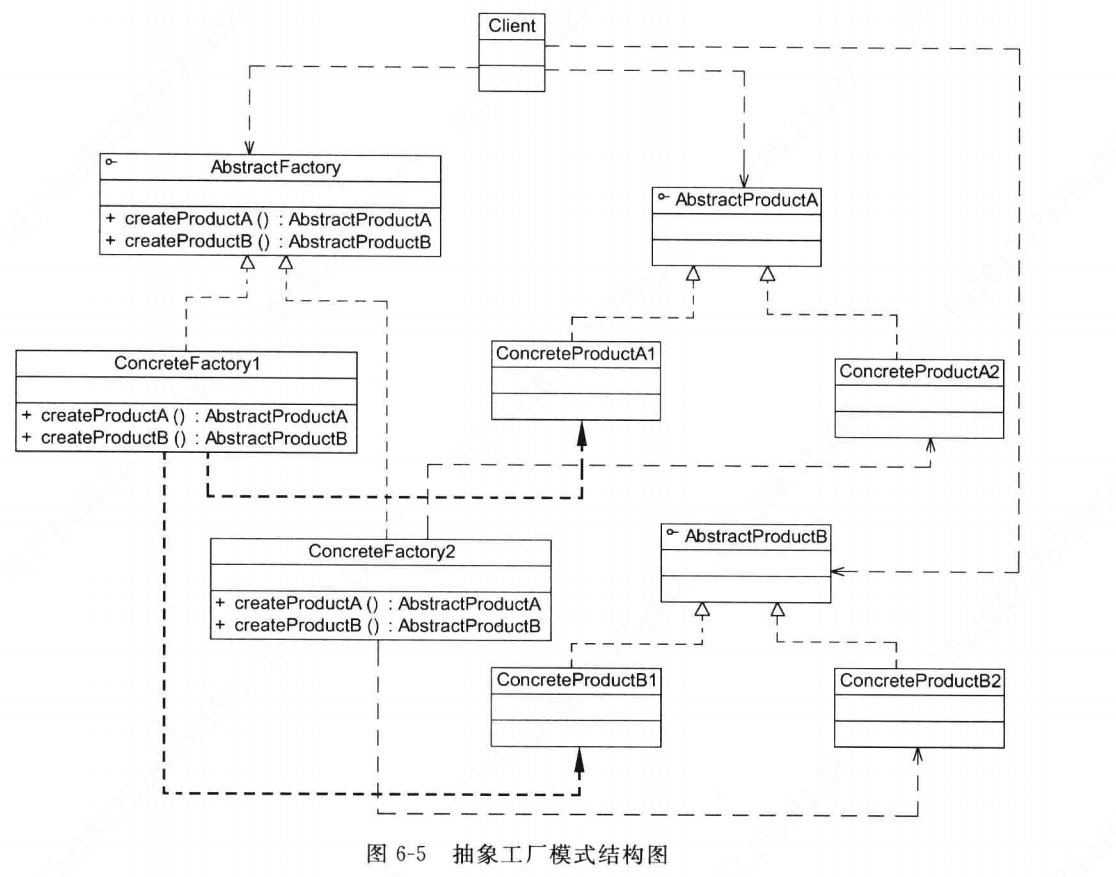 Client
AbstractFactory
+ createProductA () : AbstractProductA
+ createProductB () : AbstractProductB
AbstractProductA
ConcreteFactory1
+ createProductA () : AbstractProductA
+ createProductB () : AbstractProductB
ConcreteProductA1
ConcreteProductA2
ConcreteFactory2
+ createProductA () : AbstractProductA
+ createProductB () : AbstractProductB
AbstractProductB
ConcreteProductB1
ConcreteProductB2
图 6-5 抽象工厂模式结构图